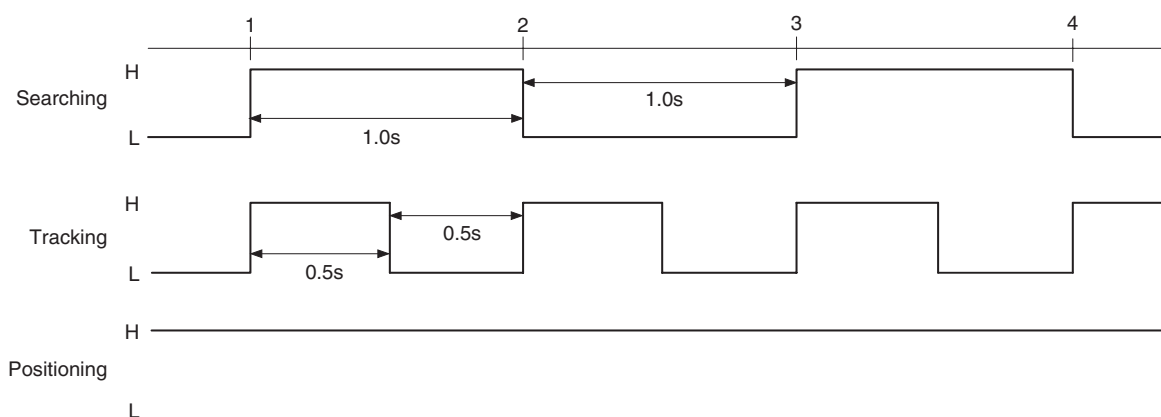 1 2 3 4
H
Searching
1.0s
1.0s
L
H
Tracking
0.5s
0.5s
L
H
Positioning
L